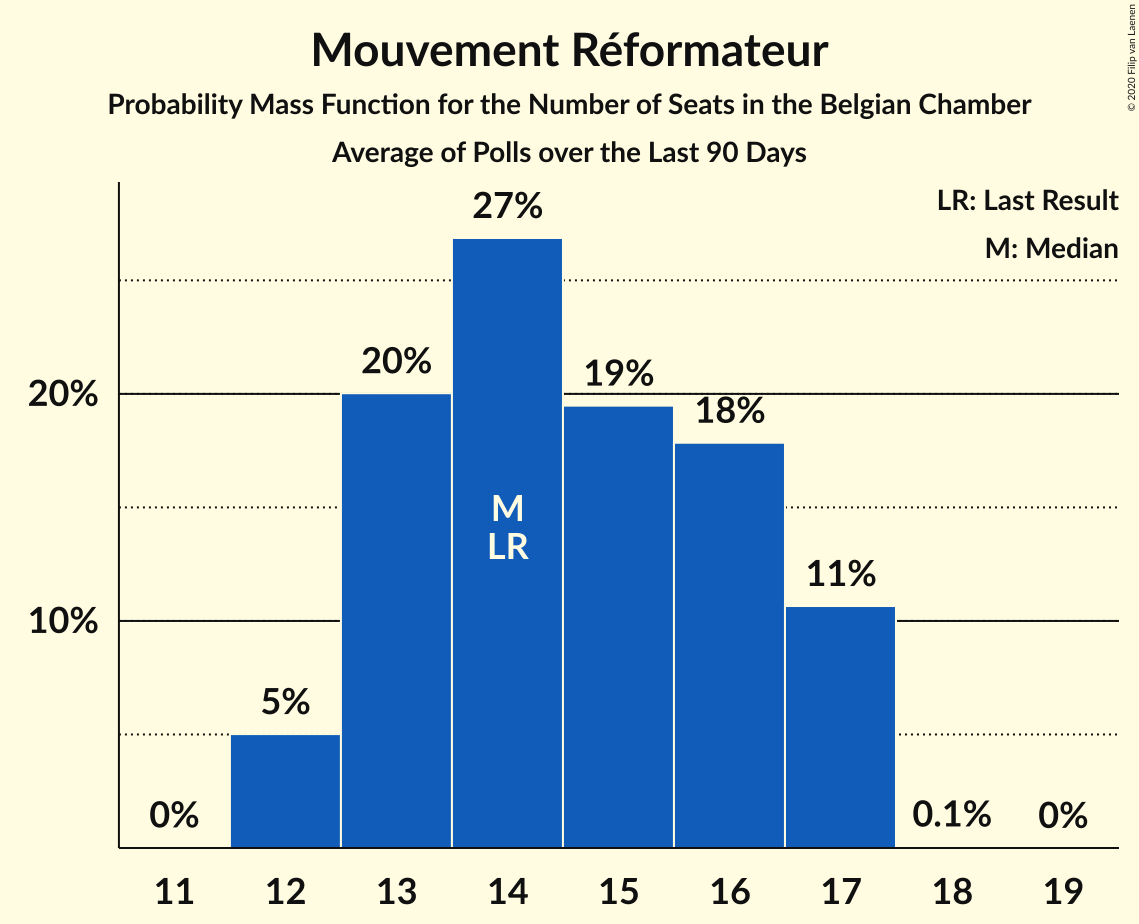 Mouvement Réformateur
Probability Mass Function for the Number of Seats in the Belgian Chamber
Average of Polls over the Last 90 Days
© 2020 Filip van Laenen
LR: Last Result
M: Median
27%
20%
19%
18%
11%
5%
0%
0.1%
0%
M
LR
20%
10%
11 12 13 14 15 16 17 18 19